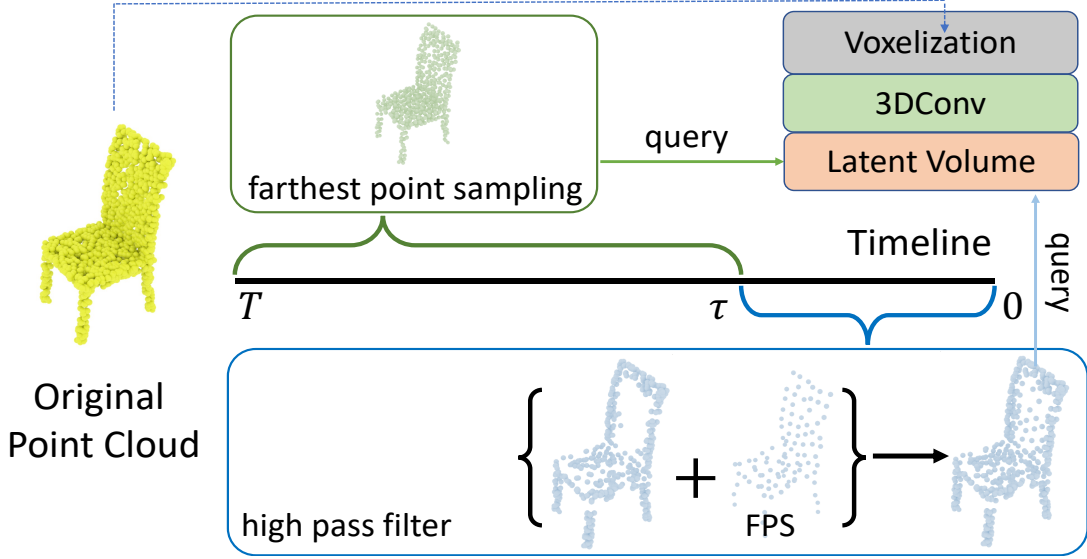 Voxelization
3DConv
query
Latent Volume
farthest point sampling
Timeline
query
T
τ
0
Original
Point Cloud
+
FPS
high pass filter